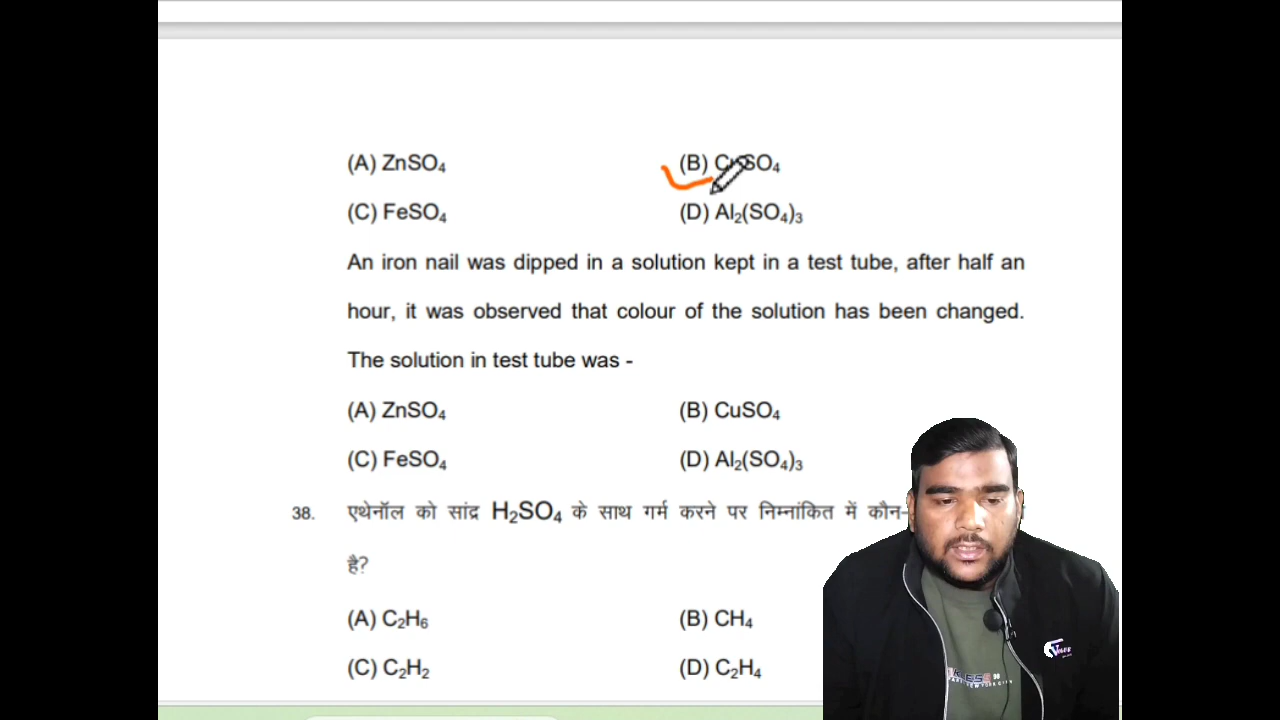 (A) ZnSO₄ (B) CuSO₄
(C) FeSO₄ (D) Al₂(SO₄)₃
An iron nail was dipped in a solution kept in a test tube, after half an
hour, it was observed that colour of the solution has been changed.
The solution in test tube was -
(A) ZnSO₄ (B) CuSO₄
(C) FeSO₄ (D) Al₂(SO₄)₃
38. एथेनॉल को सांद्र H₂SO₄ के साथ गर्म करने पर निम्नांकित में कौन-
है?
(A) C₂H₆ (B) CH₄
(C) C₂H₂ (D) C₂H₄